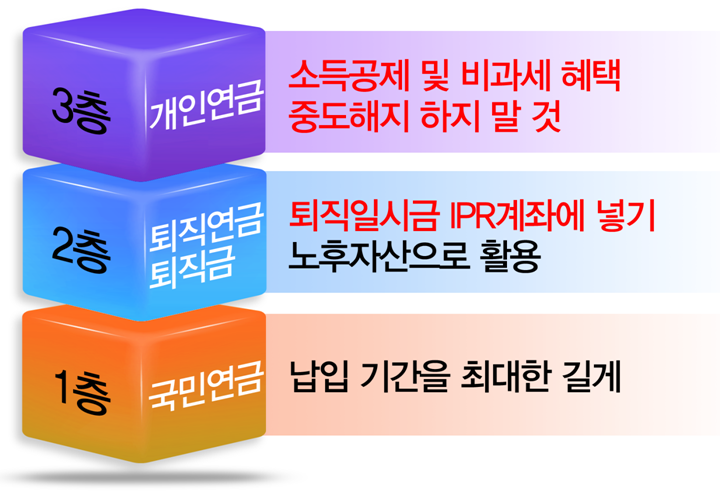 3층
개인연금
소득공제 및 비과세 혜택
중도해지 하지 말 것
2층
퇴직연금
퇴직금
퇴직일시금 IPR계좌에 넣기
노후자산으로 활용
1층
국민연금
납입 기간을 최대한 길게